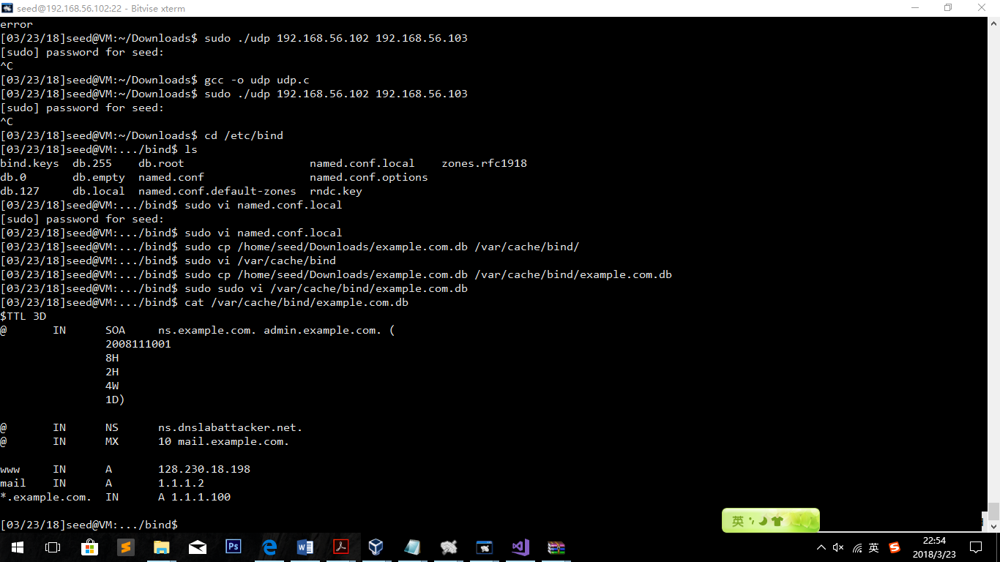 seed@192.168.56.102:22 - Bitvise xterm
error
[03/23/18]seed@VM:~/Downloads$ sudo ./udp 192.168.56.102 192.168.56.103
[sudo] password for seed:
^C
[03/23/18]seed@VM:~/Downloads$ gcc -o udp udp.c
[03/23/18]seed@VM:~/Downloads$ sudo ./udp 192.168.56.102 192.168.56.103
[sudo] password for seed:
^C
[03/23/18]seed@VM:~/Downloads$ cd /etc/bind
[03/23/18]seed@VM:.../bind$ ls
bind.keys  db.255    db.root                   named.conf.local    zones.rfc1918
db.0       db.empty  named.conf                named.conf.options
db.127     db.local  named.conf.default-zones  rndc.key
[03/23/18]seed@VM:.../bind$ sudo vi named.conf.local
[sudo] password for seed:
[03/23/18]seed@VM:.../bind$ sudo vi named.conf.local
[03/23/18]seed@VM:.../bind$ sudo cp /home/seed/Downloads/example.com.db /var/cache/bind/
[03/23/18]seed@VM:.../bind$ sudo vi /var/cache/bind
[03/23/18]seed@VM:.../bind$ sudo cp /home/seed/Downloads/example.com.db /var/cache/bind/example.com.db
[03/23/18]seed@VM:.../bind$ sudo sudo vi /var/cache/bind/example.com.db
[03/23/18]seed@VM:.../bind$ cat /var/cache/bind/example.com.db
$TTL 3D
@       IN      SOA     ns.example.com. admin.example.com. (
                2008111001
                8H
                2H
                4W
                1D)
@       IN      NS      ns.dnslabattacker.net.
@       IN      MX      10 mail.example.com.
www     IN      A       128.230.18.198
mail    IN      A       1.1.1.2
*.example.com.  IN      A 1.1.1.100
[03/23/18]seed@VM:.../bind$
英
Ps
英
22:54
2018/3/23